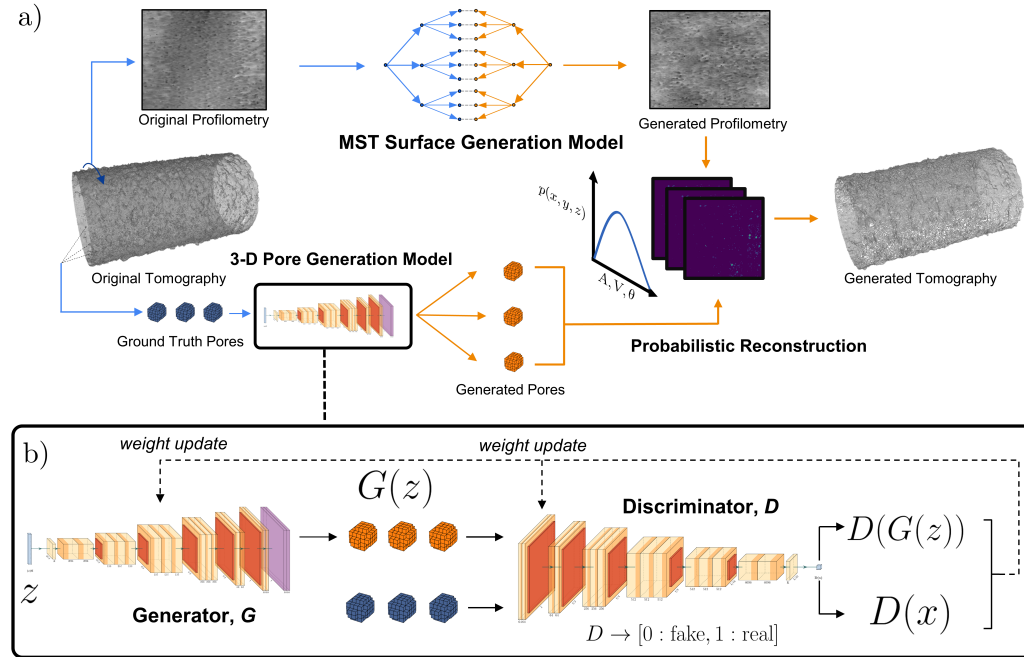 a)
Original Profilometry
MST Surface Generation Model
Generated Profilometry
p(x, y, z)
A, V, θ
Original Tomography
3-D Pore Generation Model
Generated Tomography
Ground Truth Pores
Generated Pores
Probabilistic Reconstruction
b)
weight update
weight update
G(z)
Discriminator, D
D(G(z))
z
Generator, G
D(x)
D → [0 : fake, 1 : real]